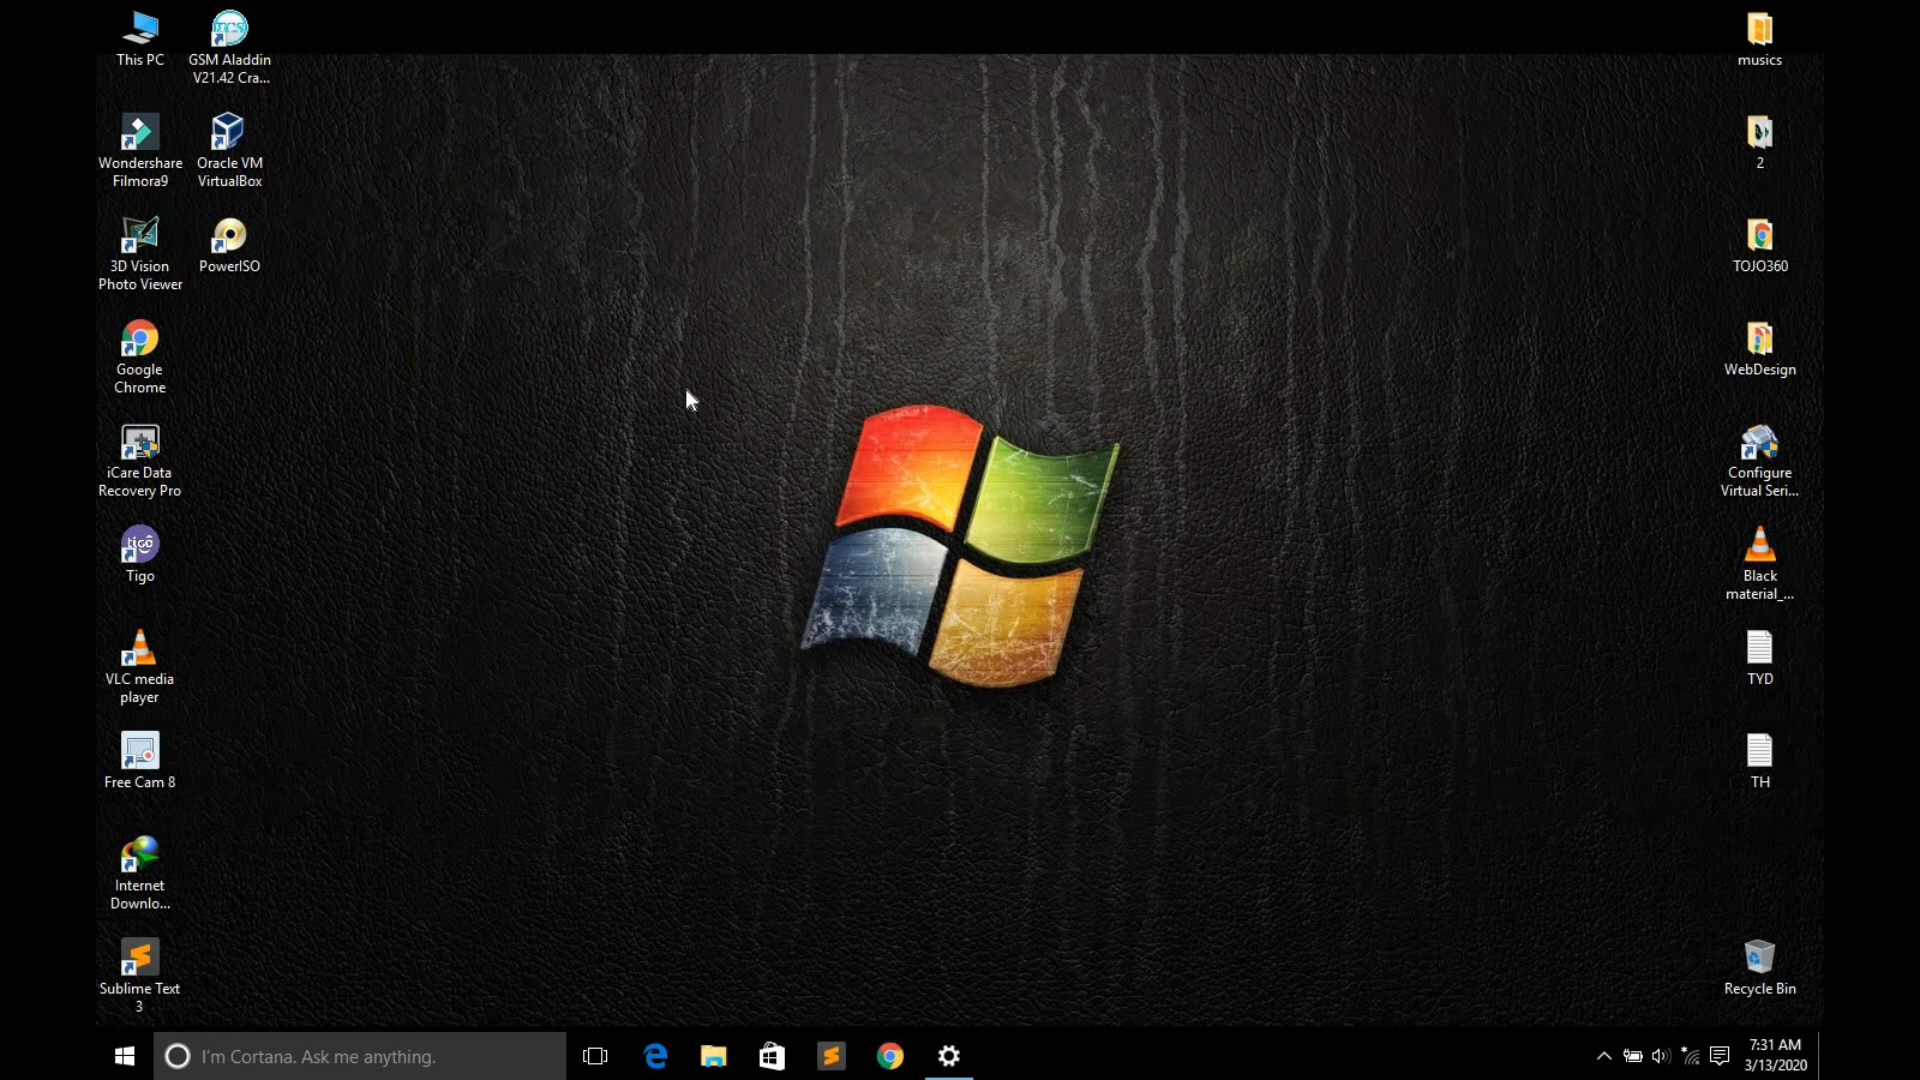 This PC
GSM Aladdin
V21.42 Cra...
Wondershare
Filmora9
Oracle VM
VirtualBox
3D Vision
Photo Viewer
PowerISO
Google
Chrome
iCare Data
Recovery Pro
tigo
Tigo
VLC media
player
Free Cam 8
Internet
Downlo...
Sublime Text
3
musics
2
TOJO360
WebDesign
Configure
Virtual Seri...
Black
material_...
TYD
TH
Recycle Bin
I'm Cortana. Ask me anything.
7:31 AM
3/13/2020